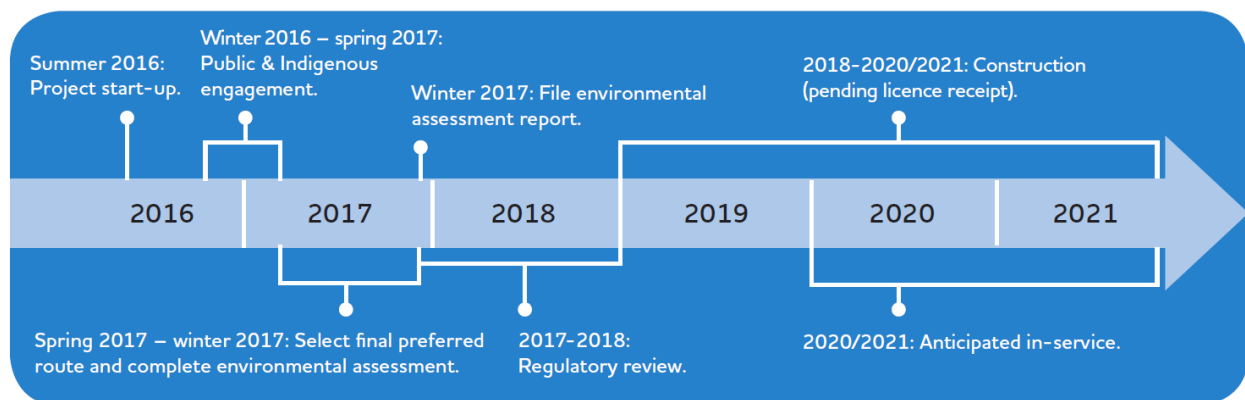 Summer 2016:
Project start-up.
Winter 2016 – spring 2017:
Public & Indigenous
engagement.
Winter 2017: File environmental
assessment report.
2018-2020/2021: Construction
(pending licence receipt).
2016
2017
2018
2019
2020
2021
Spring 2017 – winter 2017: Select final preferred
route and complete environmental assessment.
2017-2018:
Regulatory review.
2020/2021: Anticipated in-service.